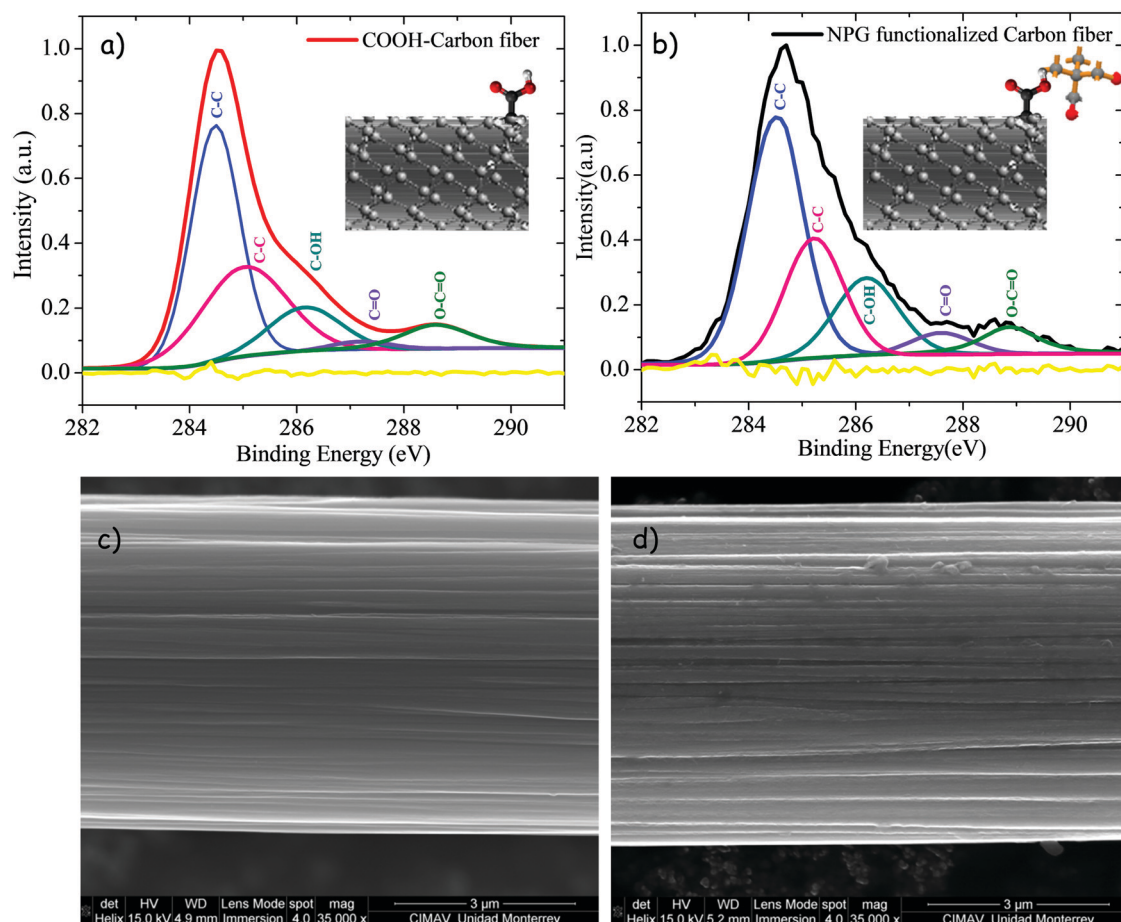 a)
COOH-Carbon fiber
1.0
0.8
0.6
0.4
0.2
0.0
Intensity (a.u.)
C-C
C-C
C-OH
C=O
O-C=O
282 284 286 288 290
Binding Energy (eV)
b)
NPG functionalized Carbon fiber
1.0
0.8
0.6
0.4
0.2
0.0
Intensity(a.u)
C-C
C-C
C-OH
C=O
O-C=O
282 284 286 288 290
Binding Energy(eV)
c)
det HV WD Lens Mode spot mag 3 µm
Helix 15.0 kV 4.9 mm Immersion 4.0 35 000 x CIMAV Unidad Monterrey
d)
det HV WD Lens Mode spot mag 3 µm
Helix 15.0 kV 5.2 mm Immersion 4.0 35 000 x CIMAV Unidad Monterrey